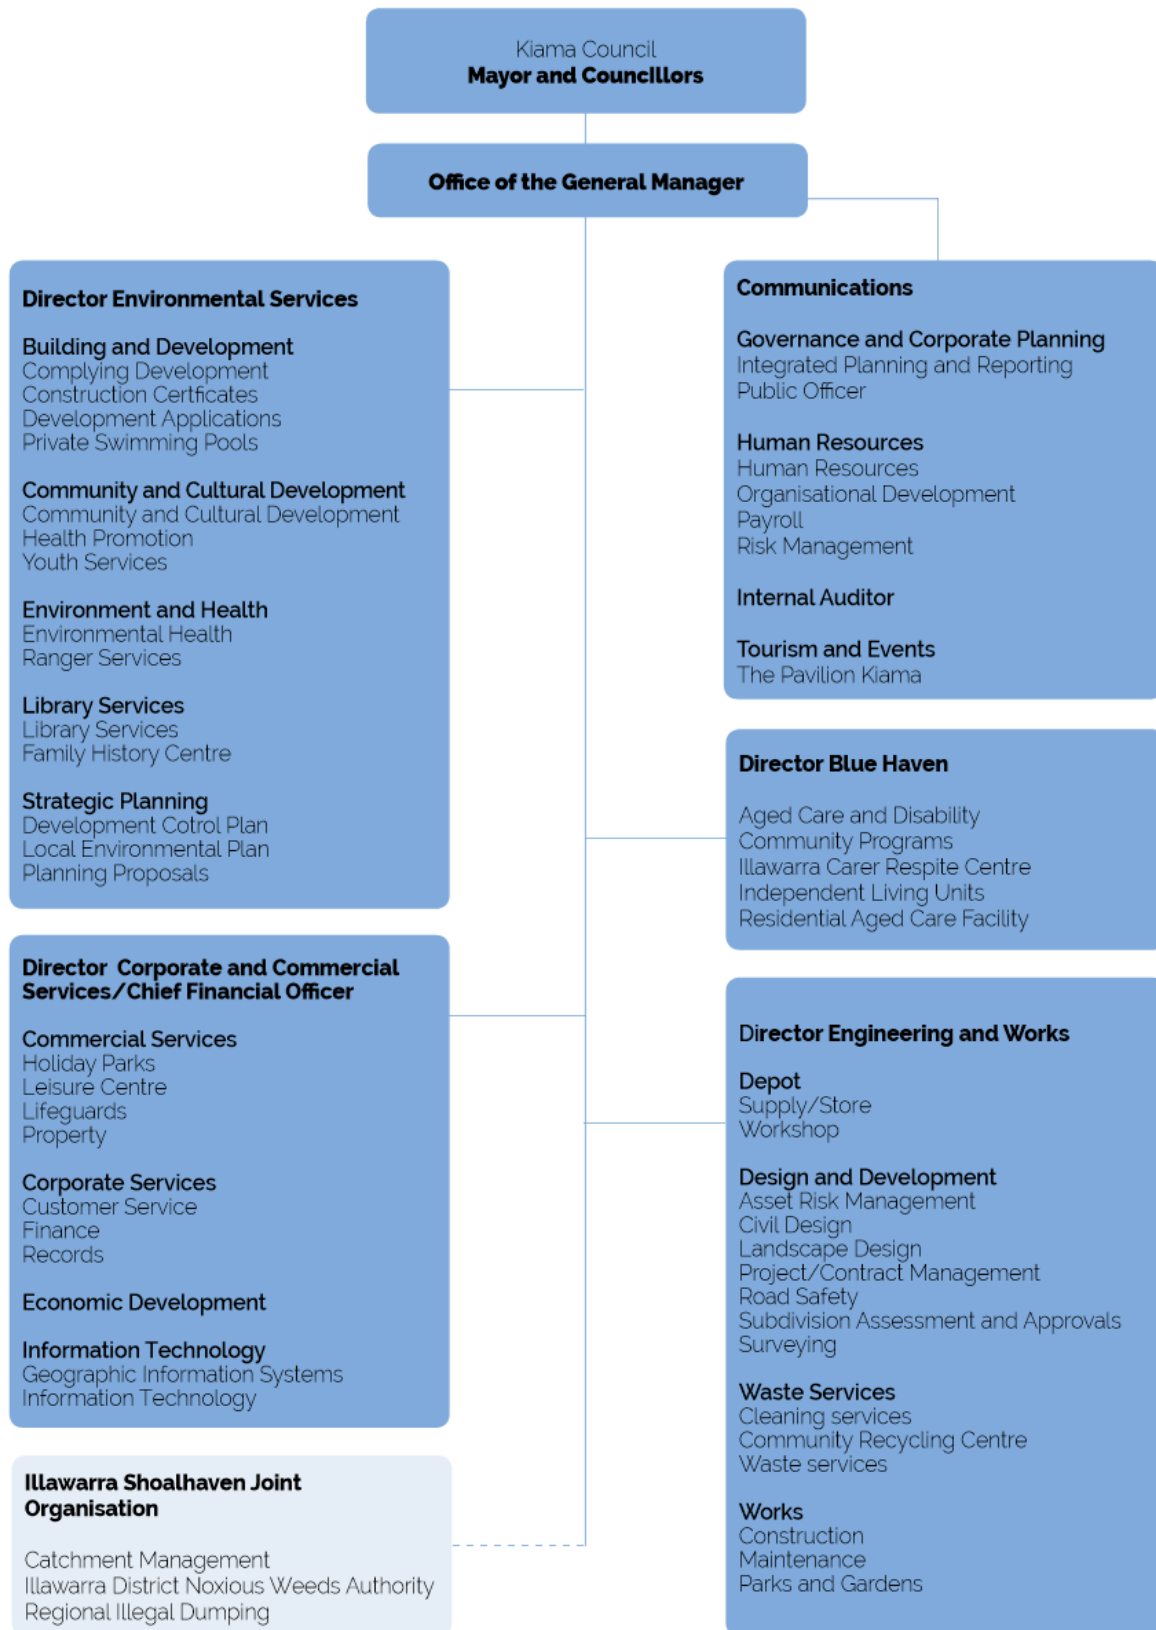 Kiama Council
Mayor and Councillors
Office of the General Manager
Director Environmental Services
Building and Development
Complying Development
Construction Certficates
Development Applications
Private Swimming Pools
Community and Cultural Development
Community and Cultural Development
Health Promotion
Youth Services
Environment and Health
Environmental Health
Ranger Services
Library Services
Library Services
Family History Centre
Strategic Planning
Development Cotrol Plan
Local Environmental Plan
Planning Proposals
Director Corporate and Commercial
Services/Chief Financial Officer
Commercial Services
Holiday Parks
Leisure Centre
Lifeguards
Property
Corporate Services
Customer Service
Finance
Records
Economic Development
Information Technology
Geographic Information Systems
Information Technology
Illawarra Shoalhaven Joint
Organisation
Catchment Management
Illawarra District Noxious Weeds Authority
Regional Illegal Dumping
Communications
Governance and Corporate Planning
Integrated Planning and Reporting
Public Officer
Human Resources
Human Resources
Organisational Development
Payroll
Risk Management
Internal Auditor
Tourism and Events
The Pavilion Kiama
Director Blue Haven
Aged Care and Disability
Community Programs
Illawarra Carer Respite Centre
Independent Living Units
Residential Aged Care Facility
Director Engineering and Works
Depot
Supply/Store
Workshop
Design and Development
Asset Risk Management
Civil Design
Landscape Design
Project/Contract Management
Road Safety
Subdivision Assessment and Approvals
Surveying
Waste Services
Cleaning services
Community Recycling Centre
Waste services
Works
Construction
Maintenance
Parks and Gardens